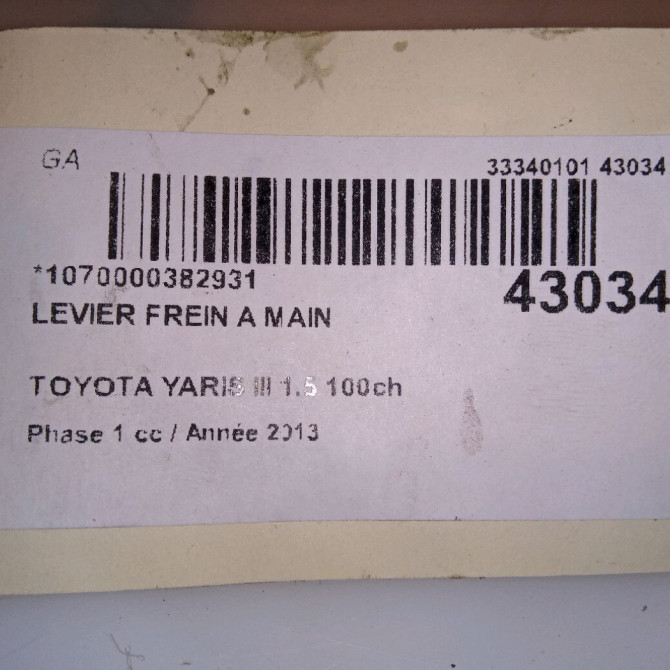 GA
33340101 43034
*1070000382931
43034
LEVIER FREIN A MAIN
TOYOTA YARIS III 1.5 100ch
Phase 1 cc / Année 2013